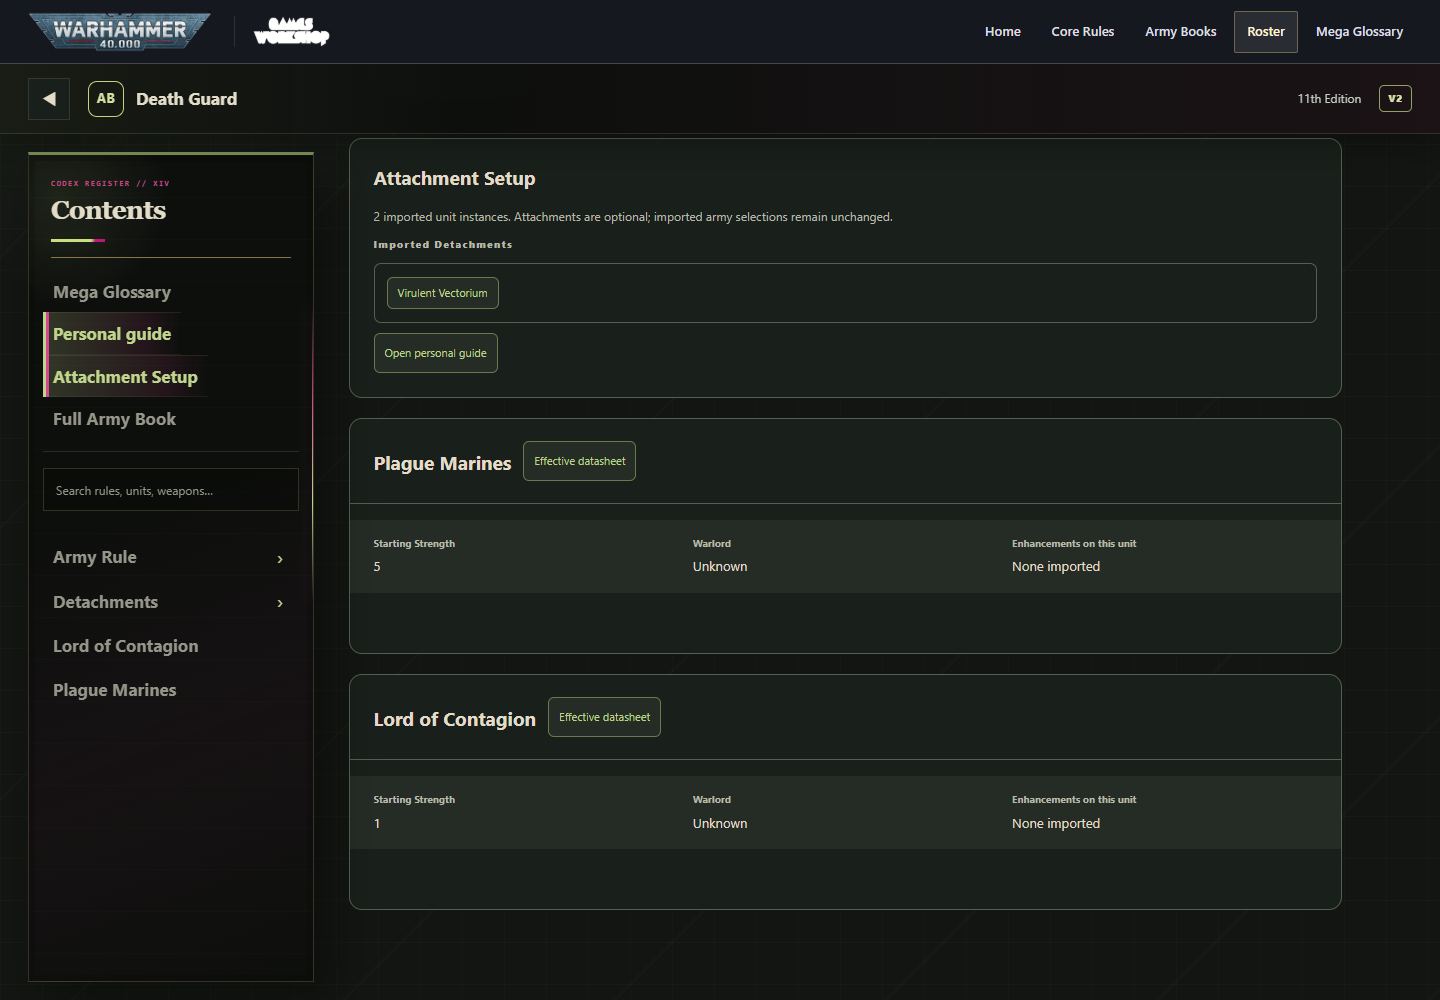 WARHAMMER
40,000
GAMES
WORKSHOP
Home
Core Rules
Army Books
Roster
Mega Glossary
◀
AB
Death Guard
11th Edition
V2
CODEX REGISTER // XIV
Contents
Mega Glossary
Personal guide
Attachment Setup
Full Army Book
Search rules, units, weapons...
Army Rule ›
Detachments ›
Lord of Contagion
Plague Marines
Attachment Setup
2 imported unit instances. Attachments are optional; imported army selections remain unchanged.
Imported Detachments
Virulent Vectorium
Open personal guide
Plague Marines
Effective datasheet
Starting Strength
5
Warlord
Unknown
Enhancements on this unit
None imported
Lord of Contagion
Effective datasheet
Starting Strength
1
Warlord
Unknown
Enhancements on this unit
None imported